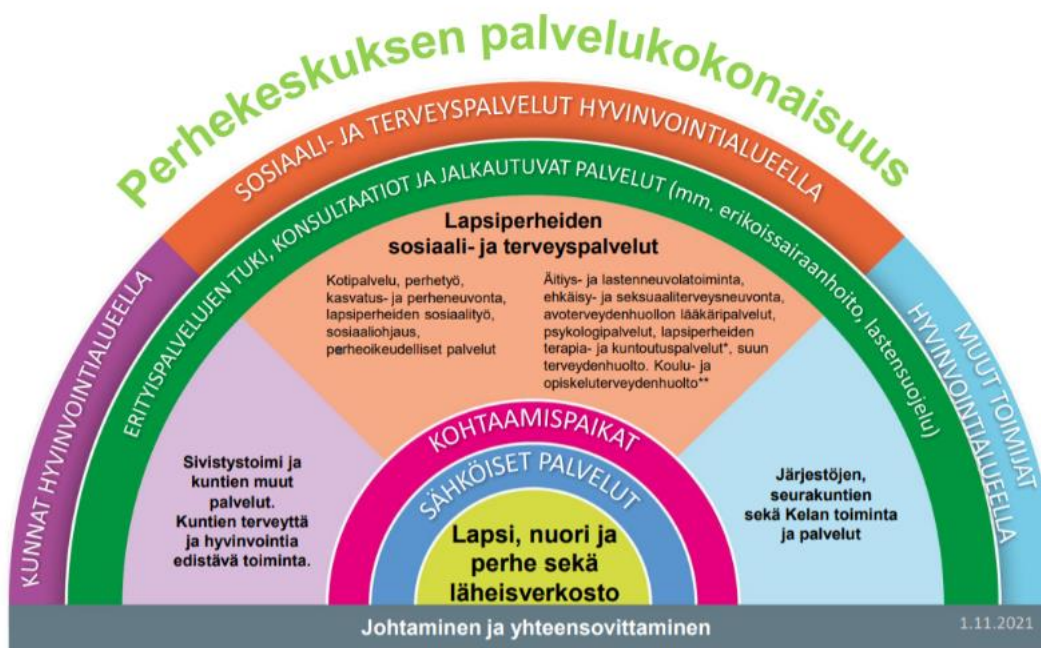 Perhekeskuksen palvelukokonaisuus
SOSIAALI- JA TERVEYSPALVELUT HYVINVOINTIALUEELLA
KUNNAT HYVINVOINTIALUEELLA
MUUT TOIMIJAT
HYVINVOINTIALUEELLA
ERITYISPALVELUJEN TUKI, KONSULTAATIOT JA JALKAUTUVAT PALVELUT (mm. erikoissairaanhoito, lastensuojelu)
Lapsiperheiden
sosiaali- ja terveyspalvelut
Kotipalvelu, perhetyö,
kasvatus- ja perheneuvonta,
lapsiperheiden sosiaalityö,
sosiaaliohjaus,
perheoikeudelliset palvelut
Äitiys- ja lastenneuvolatoiminta,
ehkäisy- ja seksuaaliterveysneuvonta,
avoterveydenhuollon lääkäripalvelut,
psykologipalvelut, lapsiperheiden
terapia- ja kuntoutuspalvelut*, suun
terveydenhuolto. Koulu- ja
opiskeluterveydenhuolto**
Sivistystoimi ja
kuntien muut
palvelut.
Kuntien terveyttä
ja hyvinvointia
edistävä toiminta.
KOHTAAMISPAIKAT
SÄHKÖISET PALVELUT
Lapsi, nuori ja
perhe sekä
läheisverkosto
Järjestöjen,
seurakuntien
sekä Kelan toiminta
ja palvelut
Johtaminen ja yhteensovittaminen
1.11.2021